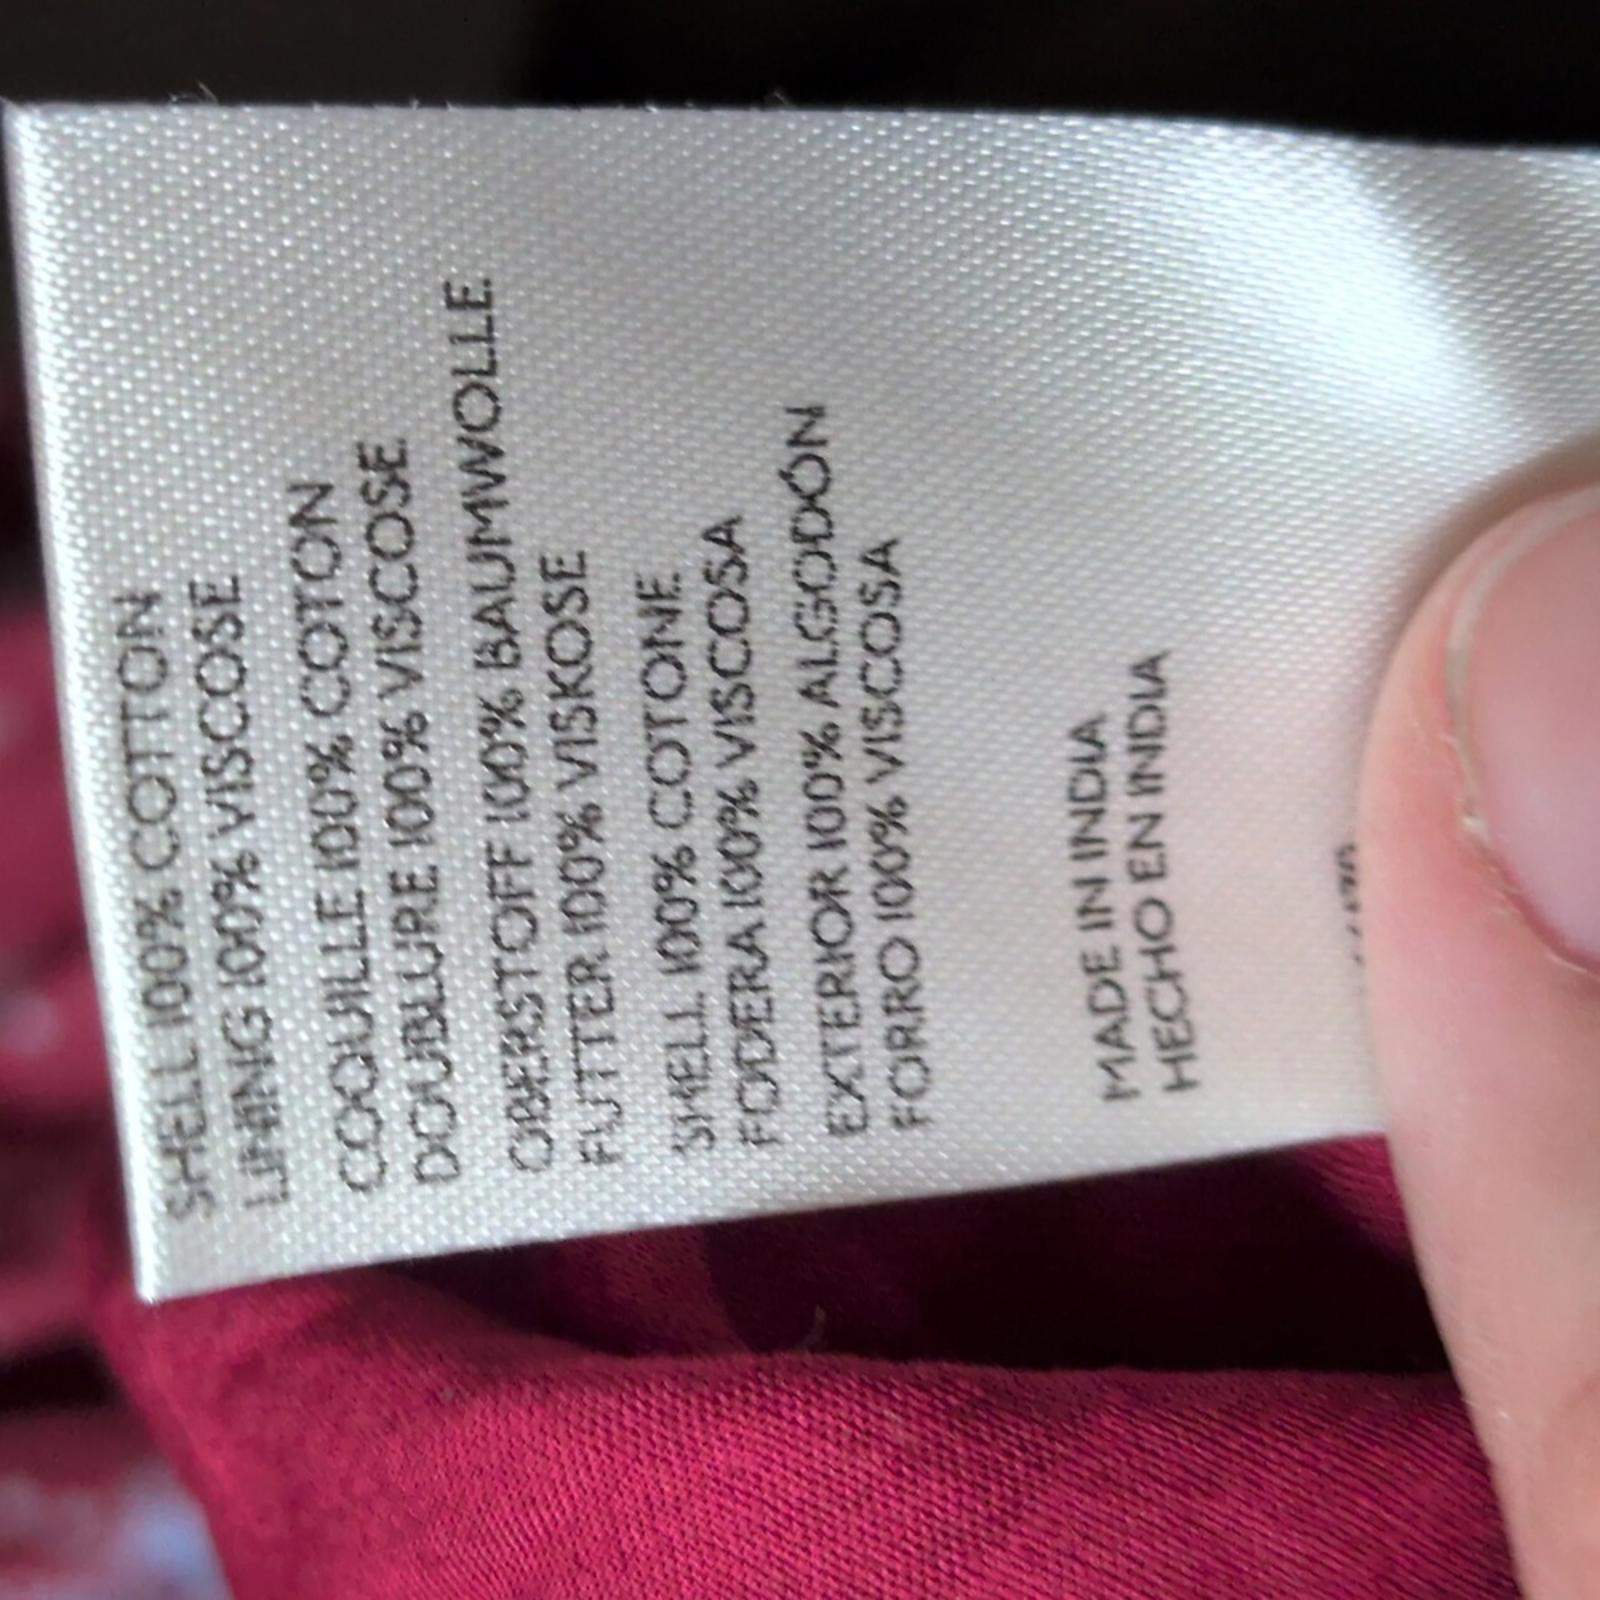 SHELL 100% COTTON
LINING 100% VISCOSE
COQUILLE 100% COTON
DOUBLURE 100% VISCOSE
OBERSTOFF 100% BAUMWOLLE
FUTTER 100% VISKOSE
SHELL 100% COTONE
FODERA 100% VISCOSA
EXTERIOR 100% ALGODÓN
FORRO 100% VISCOSA
MADE IN INDIA
HECHO EN INDIA